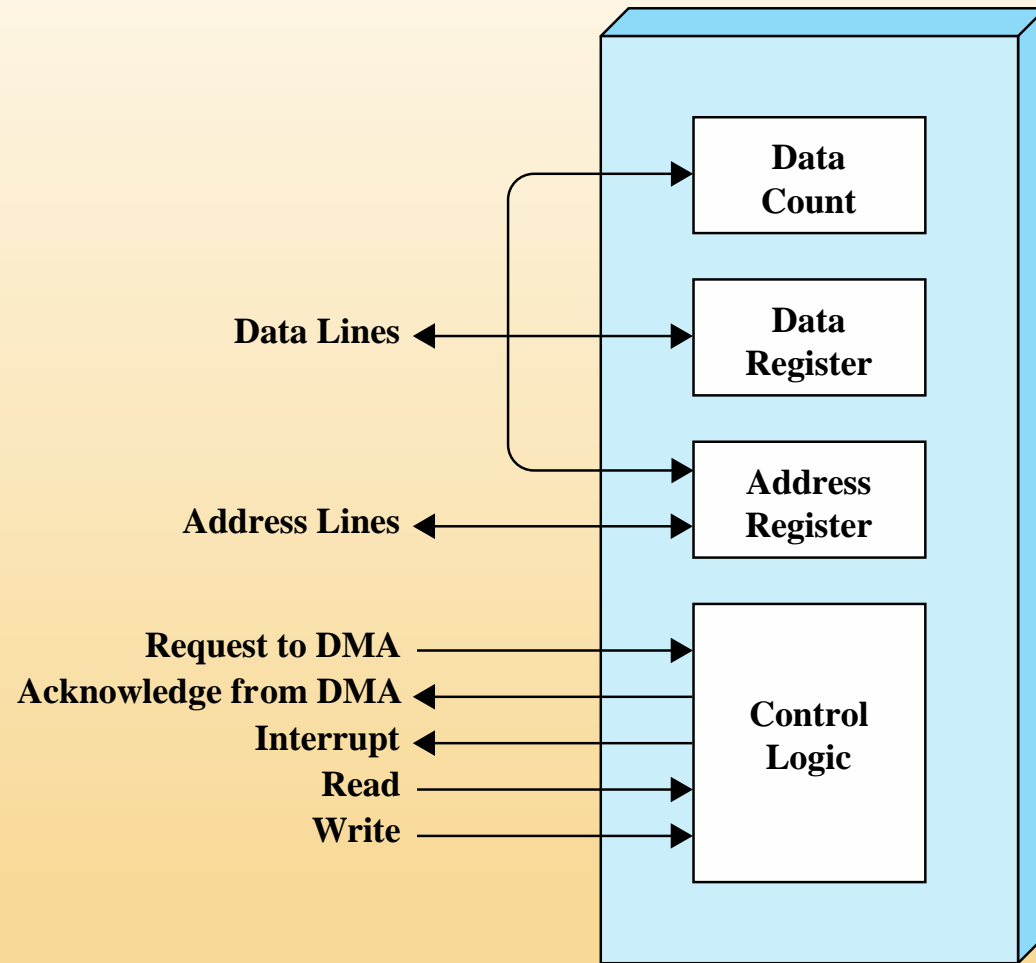 Data
Count
Data Lines
Data
Register
Address
Register
Address Lines
Request to DMA
Acknowledge from DMA
Interrupt
Read
Write
Control
Logic